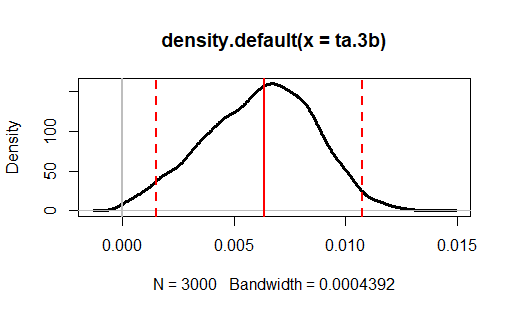 density.default(x = ta.3b)
Density
0 50 100
0.000 0.005 0.010 0.015
N = 3000 Bandwidth = 0.0004392